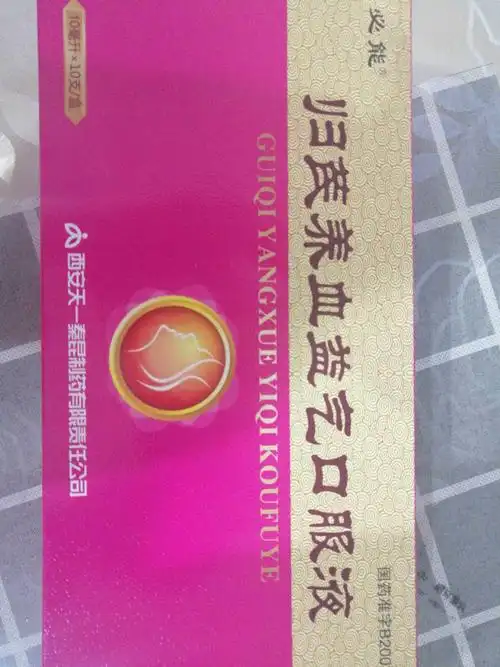 必能®
国药准字B200
归芪养血益气口服液
GUIQI YANGXUE YIQI KOUFUYE
10毫升×10支/盒
西安天一秦昆制药有限责任公司